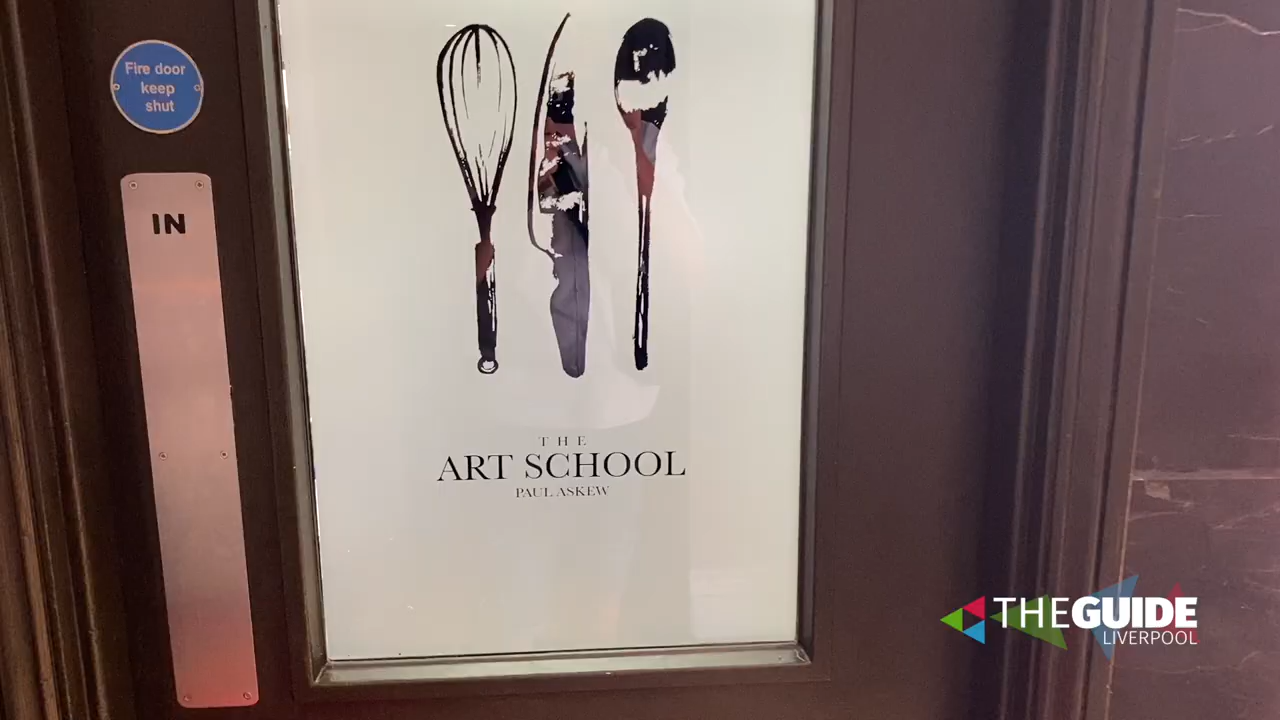 Fire door
keep
shut
IN
THE
ART SCHOOL
PAUL ASKEW
THEGUIDE
LIVERPOOL